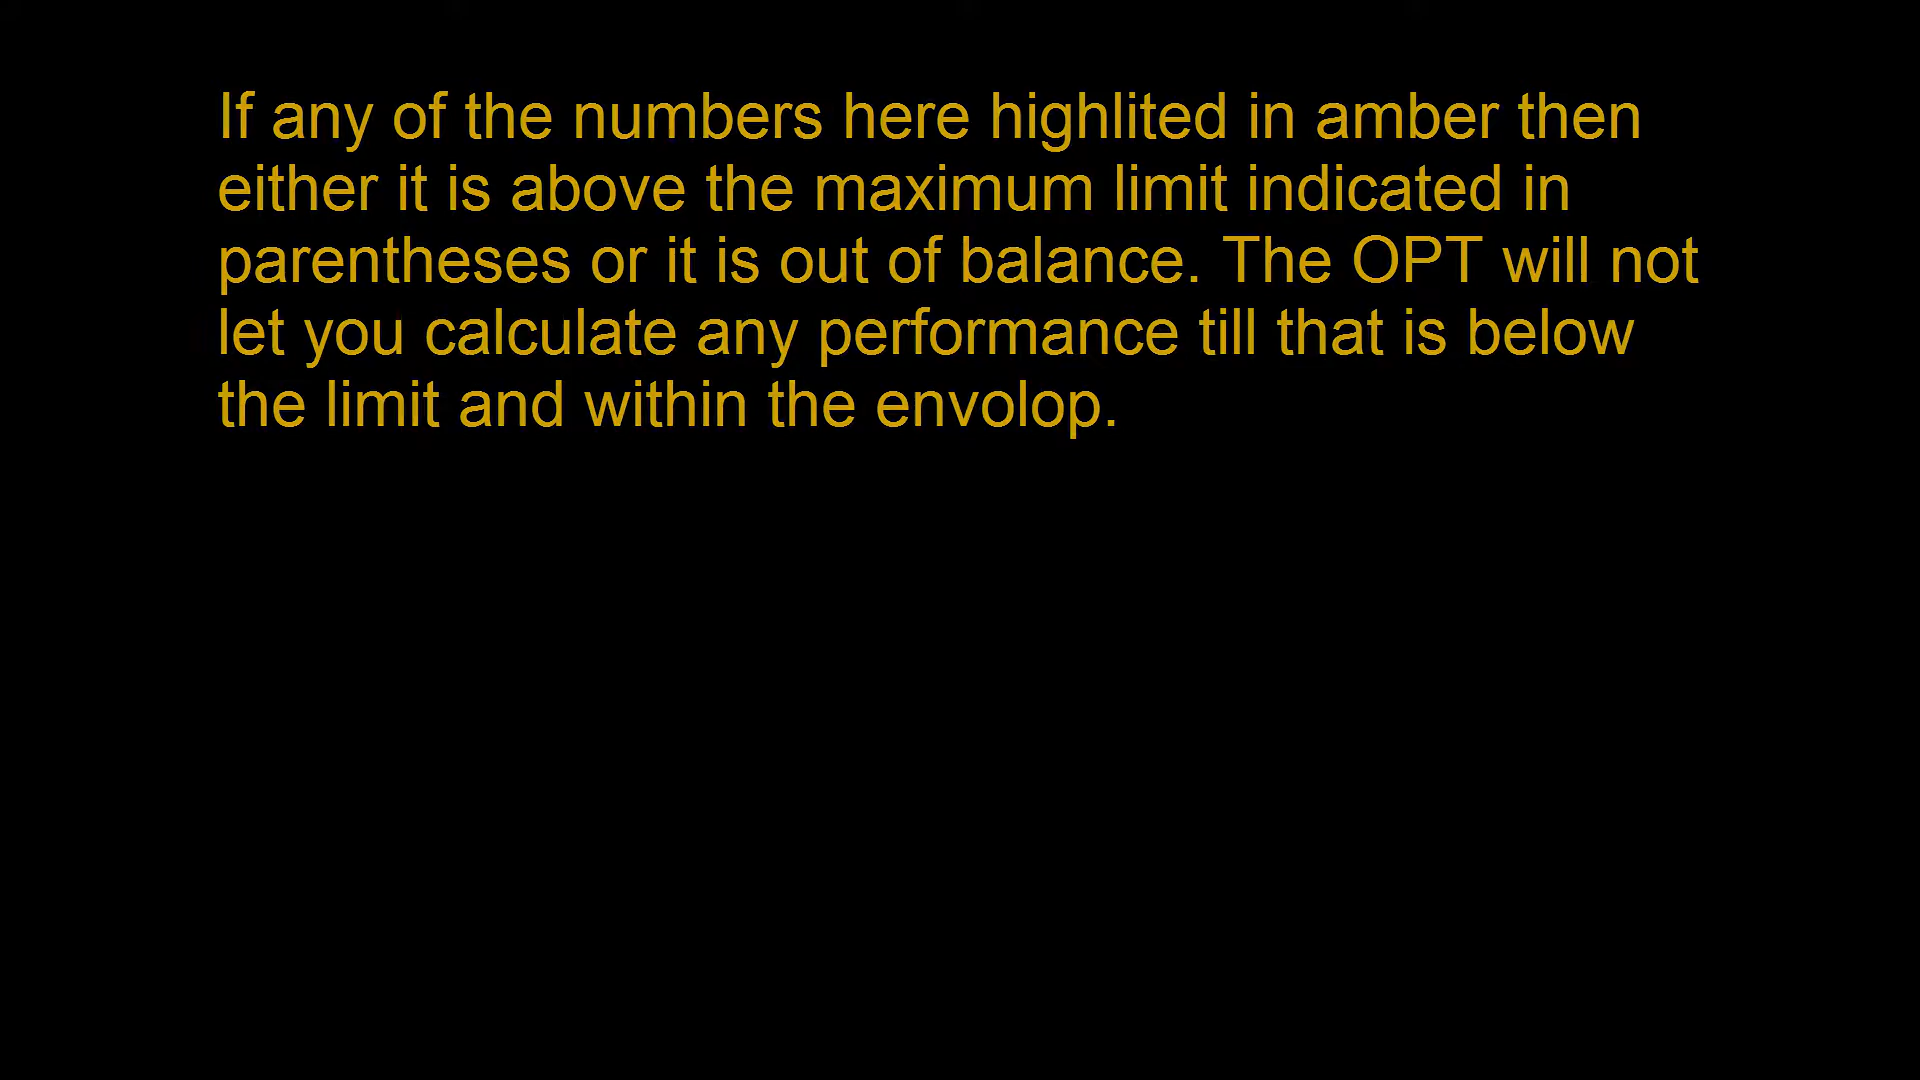 If any of the numbers here highlited in amber then
either it is above the maximum limit indicated in
parentheses or it is out of balance. The OPT will not
let you calculate any performance till that is below
the limit and within the envolop.